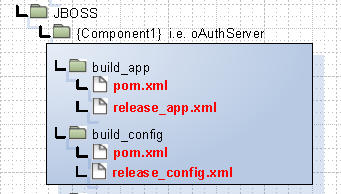 JBOSS
{Component1} i.e. oAuthServer
build_app
pom.xml
release_app.xml
build_config
pom.xml
release_config.xml